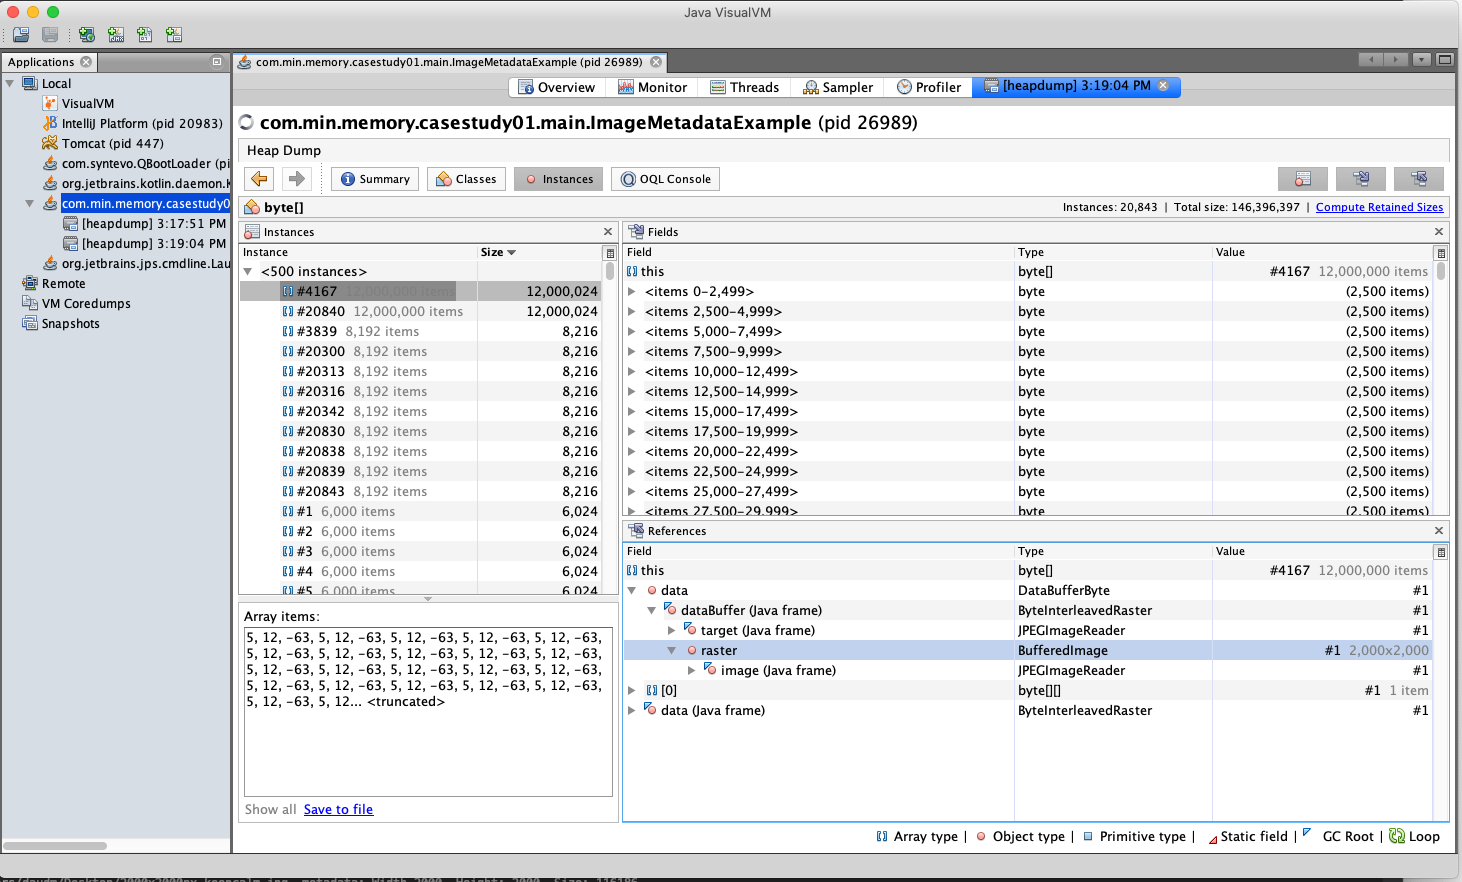 Java VisualVM
Applications
Local
VisualVM
IntelliJ Platform (pid 20983)
Tomcat (pid 447)
com.syntevo.QBootLoader (pi
org.jetbrains.kotlin.daemon.K
com.min.memory.casestudy0
[heapdump] 3:17:51 PM
[heapdump] 3:19:04 PM
org.jetbrains.jps.cmdline.Lau
Remote
VM Coredumps
Snapshots
com.min.memory.casestudy01.main.ImageMetadataExample (pid 26989)
Overview Monitor Threads Sampler Profiler [heapdump] 3:19:04 PM
com.min.memory.casestudy01.main.ImageMetadataExample (pid 26989)
Heap Dump
Summary Classes Instances OQL Console
byte[] Instances: 20,843 | Total size: 146,396,397 | Compute Retained Sizes
Instances
Instance Size
<500 instances>
#4167 12,000,000 items 12,000,024
#20840 12,000,000 items 12,000,024
#3839 8,192 items 8,216
#20300 8,192 items 8,216
#20313 8,192 items 8,216
#20316 8,192 items 8,216
#20342 8,192 items 8,216
#20830 8,192 items 8,216
#20838 8,192 items 8,216
#20839 8,192 items 8,216
#20843 8,192 items 8,216
#1 6,000 items 6,024
#2 6,000 items 6,024
#3 6,000 items 6,024
#4 6,000 items 6,024
#5 6,000 items 6,024
Array items:
5, 12, -63, 5, 12, -63, 5, 12, -63, 5, 12, -63, 5, 12, -63,
5, 12, -63, 5, 12, -63, 5, 12, -63, 5, 12, -63, 5, 12, -63,
5, 12, -63, 5, 12, -63, 5, 12, -63, 5, 12, -63, 5, 12, -63,
5, 12, -63, 5, 12, -63, 5, 12, -63, 5, 12, -63, 5, 12, -63,
5, 12, -63, 5, 12... <truncated>
Show all Save to file
Fields
Field Type Value
this byte[] #4167 12,000,000 items
<items 0-2,499> byte (2,500 items)
<items 2,500-4,999> byte (2,500 items)
<items 5,000-7,499> byte (2,500 items)
<items 7,500-9,999> byte (2,500 items)
<items 10,000-12,499> byte (2,500 items)
<items 12,500-14,999> byte (2,500 items)
<items 15,000-17,499> byte (2,500 items)
<items 17,500-19,999> byte (2,500 items)
<items 20,000-22,499> byte (2,500 items)
<items 22,500-24,999> byte (2,500 items)
<items 25,000-27,499> byte (2,500 items)
<items 27,500-29,999> byte (2,500 items)
References
Field Type Value
this byte[] #4167 12,000,000 items
data DataBufferByte #1
dataBuffer (Java frame) ByteInterleavedRaster #1
target (Java frame) JPEGImageReader #1
raster BufferedImage #1 2,000x2,000
image (Java frame) JPEGImageReader #1
[0] byte[][] #1 1 item
data (Java frame) ByteInterleavedRaster #1
Array type | Object type | Primitive type | Static field | GC Root | Loop